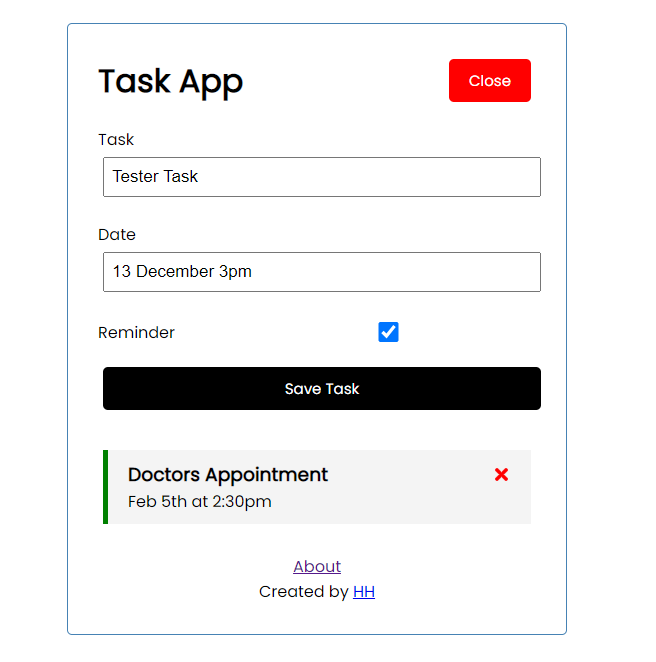 Task App
Close
Task
Tester Task
Date
13 December 3pm
Reminder
Save Task
Doctors Appointment
Feb 5th at 2:30pm
About
Created by HH